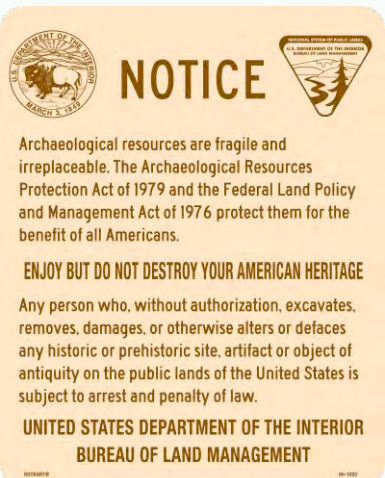 U.S. DEPARTMENT OF THE INTERIOR
MARCH 3, 1849
NOTICE
NATIONAL SYSTEM OF PUBLIC LANDS
U.S. DEPARTMENT OF THE INTERIOR
BUREAU OF LAND MANAGEMENT
Archaeological resources are fragile and
irreplaceable. The Archaeological Resources
Protection Act of 1979 and the Federal Land Policy
and Management Act of 1976 protect them for the
benefit of all Americans.
ENJOY BUT DO NOT DESTROY YOUR AMERICAN HERITAGE
Any person who, without authorization, excavates,
removes, damages, or otherwise alters or defaces
any historic or prehistoric site, artifact or object of
antiquity on the public lands of the United States is
subject to arrest and penalty of law.
UNITED STATES DEPARTMENT OF THE INTERIOR
BUREAU OF LAND MANAGEMENT